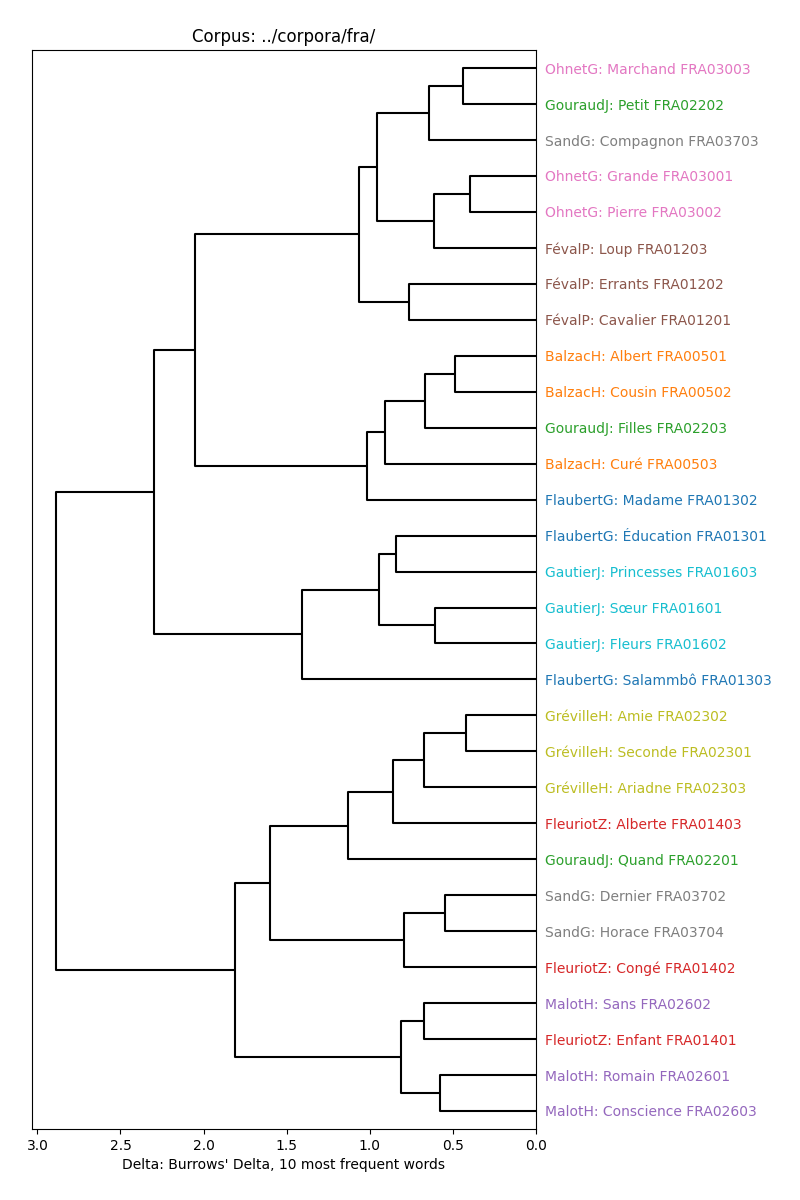 Corpus: ../corpora/fra/
OhnetG: Marchand FRA03003
GouraudJ: Petit FRA02202
SandG: Compagnon FRA03703
OhnetG: Grande FRA03001
OhnetG: Pierre FRA03002
FévalP: Loup FRA01203
FévalP: Errants FRA01202
FévalP: Cavalier FRA01201
BalzacH: Albert FRA00501
BalzacH: Cousin FRA00502
GouraudJ: Filles FRA02203
BalzacH: Curé FRA00503
FlaubertG: Madame FRA01302
FlaubertG: Éducation FRA01301
GautierJ: Princesses FRA01603
GautierJ: Sœur FRA01601
GautierJ: Fleurs FRA01602
FlaubertG: Salammbô FRA01303
GrévilleH: Amie FRA02302
GrévilleH: Seconde FRA02301
GrévilleH: Ariadne FRA02303
FleuriotZ: Alberte FRA01403
GouraudJ: Quand FRA02201
SandG: Dernier FRA03702
SandG: Horace FRA03704
FleuriotZ: Congé FRA01402
MalotH: Sans FRA02602
FleuriotZ: Enfant FRA01401
MalotH: Romain FRA02601
MalotH: Conscience FRA02603
3.0 2.5 2.0 1.5 1.0 0.5 0.0
Delta: Burrows' Delta, 10 most frequent words